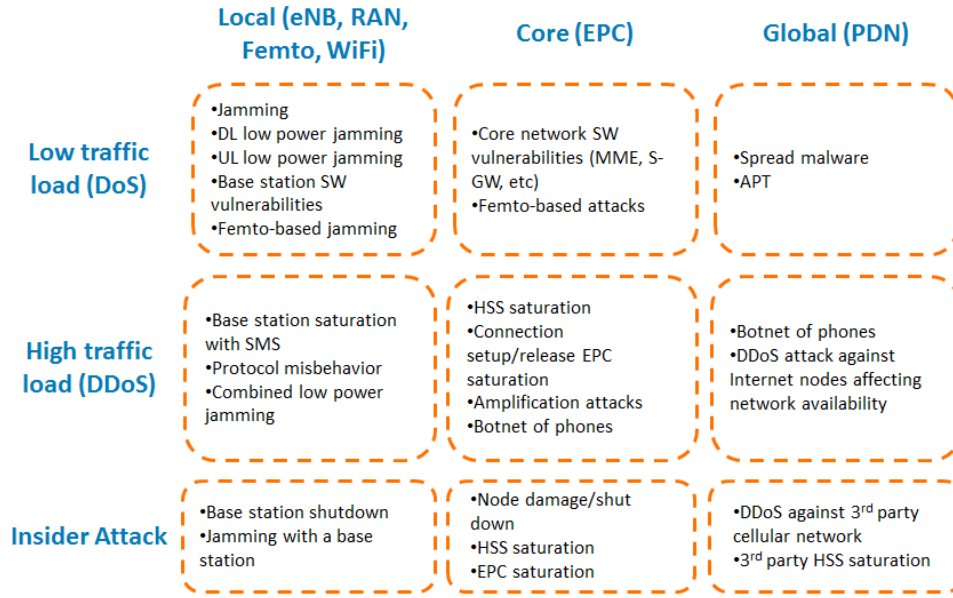 Local (eNB, RAN,
Femto, WiFi)
Core (EPC)
Global (PDN)
Low traffic
load (DoS)
•Jamming
•DL low power jamming
•UL low power jamming
•Base station SW
vulnerabilities
•Femto-based jamming
•Core network SW
vulnerabilities (MME, S-
GW, etc)
•Femto-based attacks
•Spread malware
•APT
High traffic
load (DDoS)
•Base station saturation
with SMS
•Protocol misbehavior
•Combined low power
jamming
•HSS saturation
•Connection
setup/release EPC
saturation
•Amplification attacks
•Botnet of phones
•Botnet of phones
•DDoS attack against
Internet nodes affecting
network availability
Insider Attack
•Base station shutdown
•Jamming with a base
station
•Node damage/shut
down
•HSS saturation
•EPC saturation
•DDoS against 3rd party
cellular network
•3rd party HSS saturation